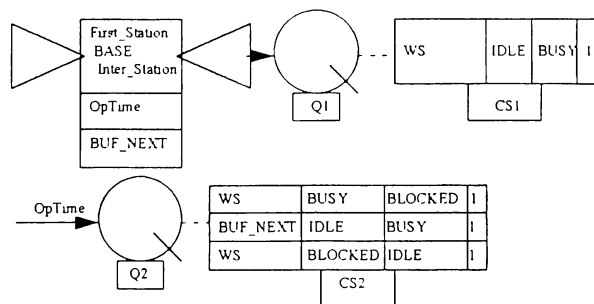 First_Station
BASE
Inter_Station
OpTime
BUF_NEXT
Q1
WS IDLE BUSY 1
CS1
OpTime
Q2
WS BUSY BLOCKED 1
BUF_NEXT IDLE BUSY 1
WS BLOCKED IDLE 1
CS2